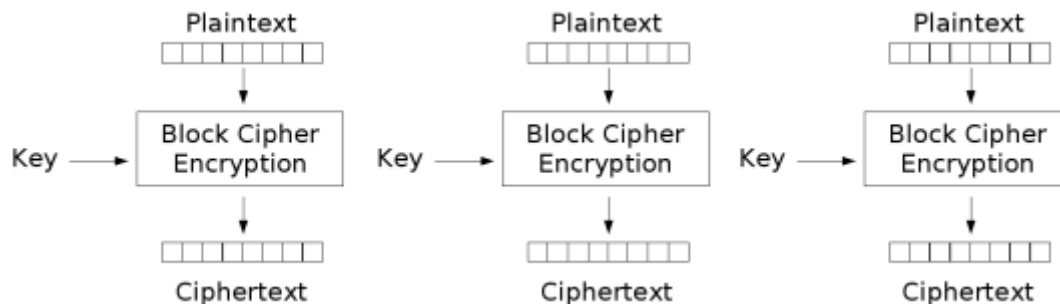 Plaintext Plaintext Plaintext
Key Block Cipher Encryption Key Block Cipher Encryption Key Block Cipher Encryption
Ciphertext Ciphertext Ciphertext